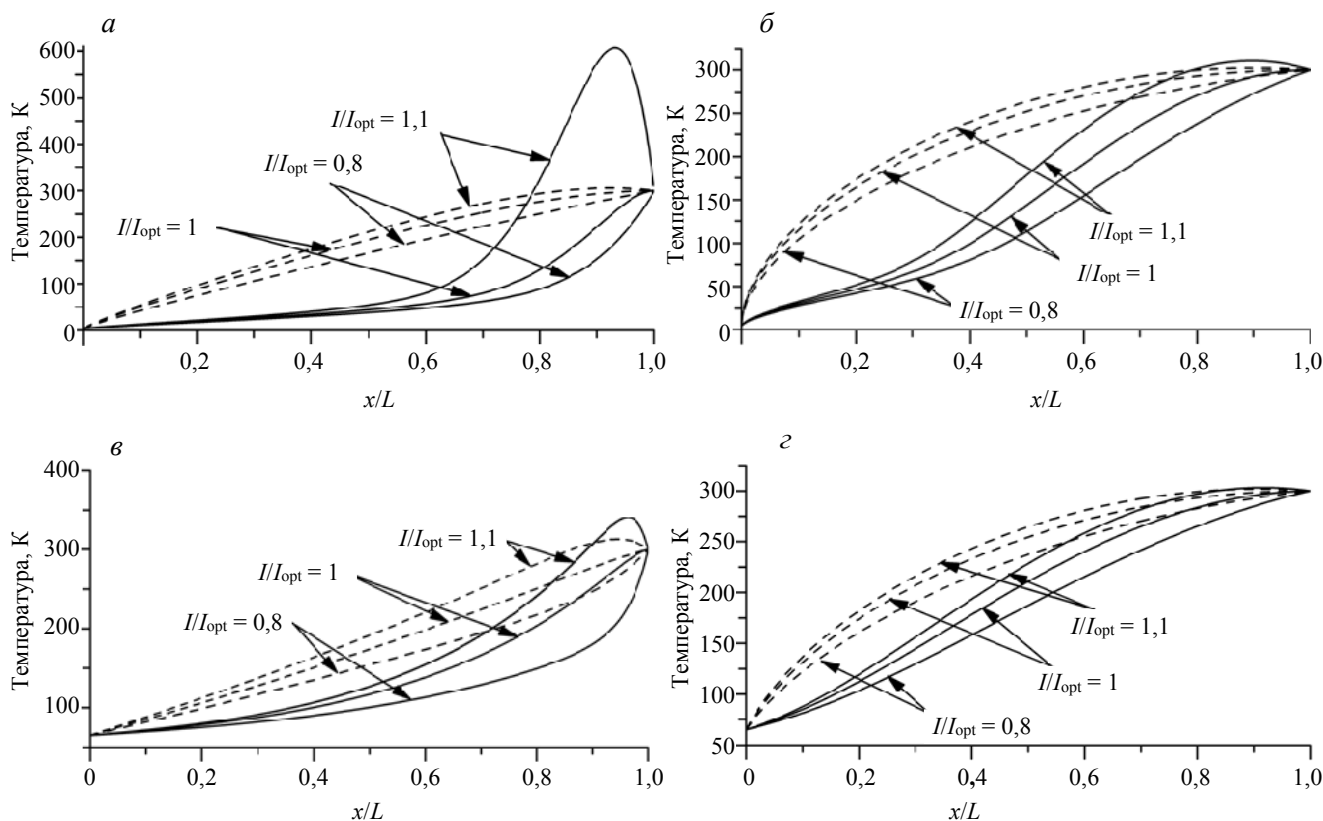 а
Температура, К
600
500
400
300
200
100
0
I/Iopt = 1,1
I/Iopt = 0,8
I/Iopt = 1
0,2
0,4
0,6
0,8
1,0
x/L
б
Температура, К
300
250
200
150
100
50
0
I/Iopt = 1,1
I/Iopt = 1
I/Iopt = 0,8
0,2
0,4
0,6
0,8
1,0
x/L
в
Температура, К
400
300
200
100
I/Iopt = 1,1
I/Iopt = 1
I/Iopt = 0,8
0
0,2
0,4
0,6
0,8
1,0
x/L
г
Температура, К
300
250
200
150
100
50
I/Iopt = 1,1
I/Iopt = 1
I/Iopt = 0,8
0
0,2
0,4
0,6
0,8
1,0
x/L